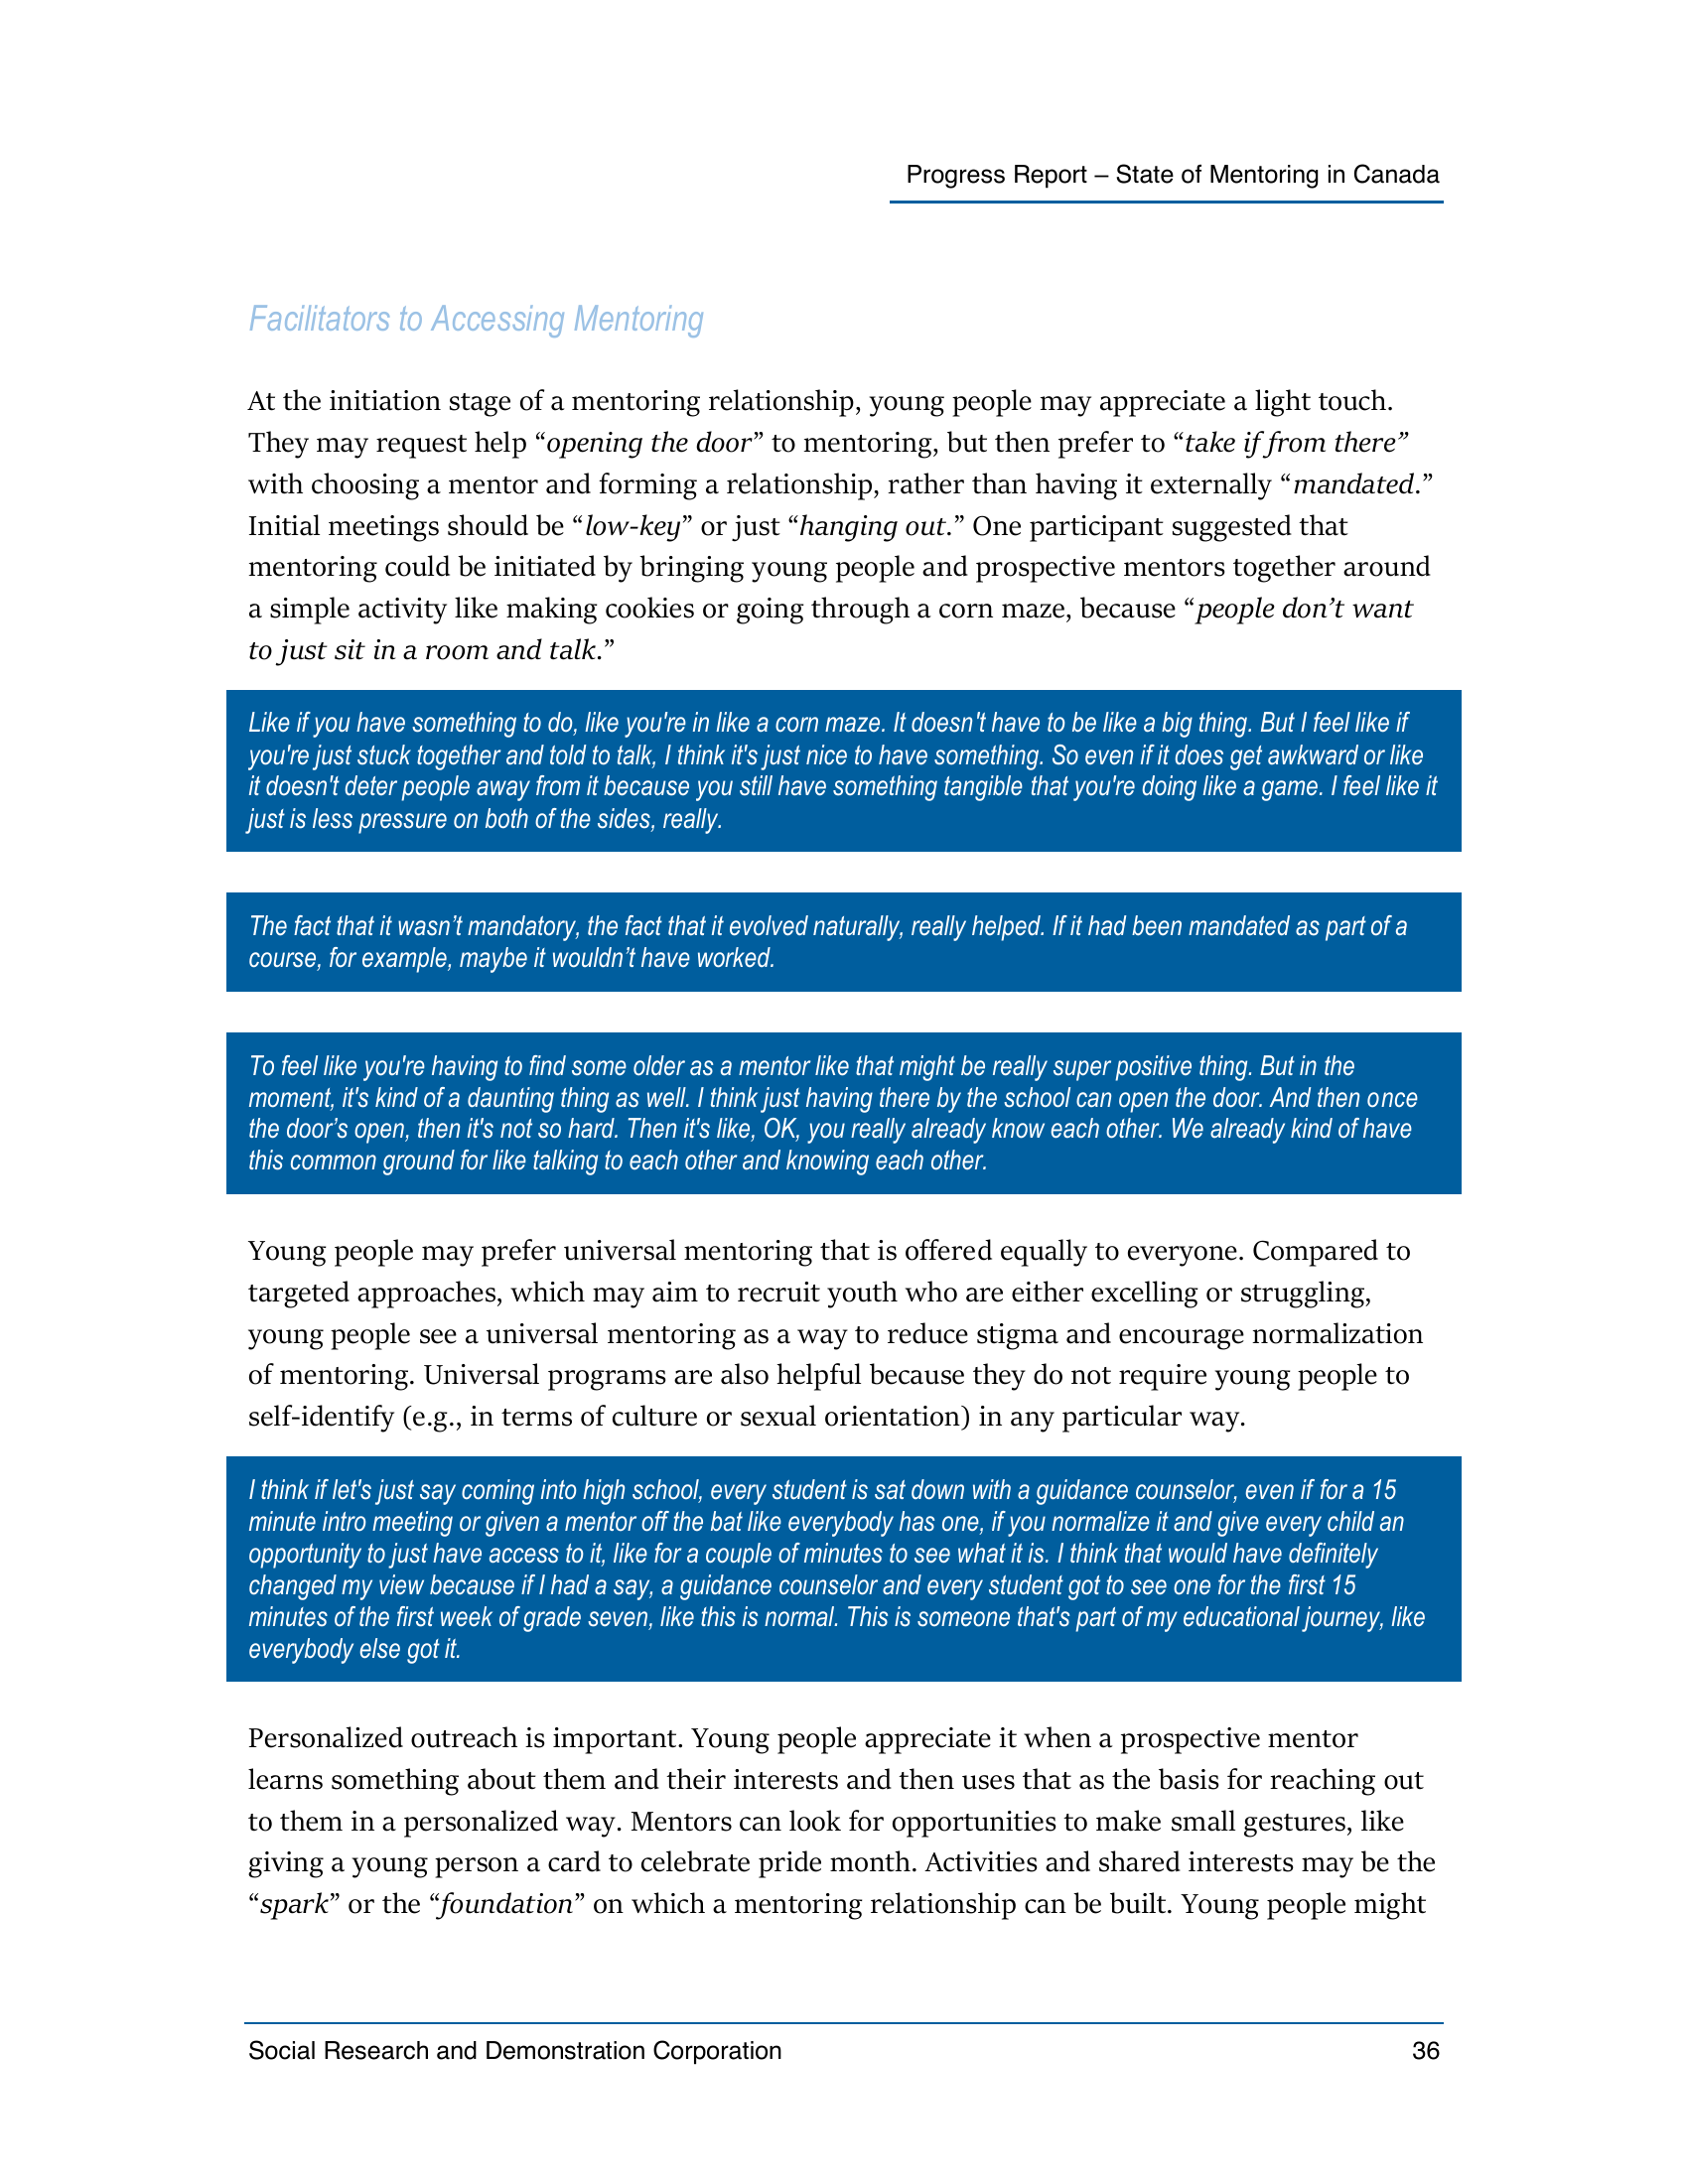 Progress Report – State of Mentoring in Canada
Facilitators to Accessing Mentoring
At the initiation stage of a mentoring relationship, young people may appreciate a light touch.
They may request help “opening the door” to mentoring, but then prefer to “take if from there”
with choosing a mentor and forming a relationship, rather than having it externally “mandated.”
Initial meetings should be “low-key” or just “hanging out.” One participant suggested that
mentoring could be initiated by bringing young people and prospective mentors together around
a simple activity like making cookies or going through a corn maze, because “people don’t want
to just sit in a room and talk.”
Like if you have something to do, like you're in like a corn maze. It doesn't have to be like a big thing. But I feel like if
you're just stuck together and told to talk, I think it's just nice to have something. So even if it does get awkward or like
it doesn't deter people away from it because you still have something tangible that you're doing like a game. I feel like it
just is less pressure on both of the sides, really.
The fact that it wasn’t mandatory, the fact that it evolved naturally, really helped. If it had been mandated as part of a
course, for example, maybe it wouldn’t have worked.
To feel like you're having to find some older as a mentor like that might be really super positive thing. But in the
moment, it's kind of a daunting thing as well. I think just having there by the school can open the door. And then once
the door’s open, then it's not so hard. Then it's like, OK, you really already know each other. We already kind of have
this common ground for like talking to each other and knowing each other.
Young people may prefer universal mentoring that is offered equally to everyone. Compared to
targeted approaches, which may aim to recruit youth who are either excelling or struggling,
young people see a universal mentoring as a way to reduce stigma and encourage normalization
of mentoring. Universal programs are also helpful because they do not require young people to
self-identify (e.g., in terms of culture or sexual orientation) in any particular way.
I think if let's just say coming into high school, every student is sat down with a guidance counselor, even if for a 15
minute intro meeting or given a mentor off the bat like everybody has one, if you normalize it and give every child an
opportunity to just have access to it, like for a couple of minutes to see what it is. I think that would have definitely
changed my view because if I had a say, a guidance counselor and every student got to see one for the first 15
minutes of the first week of grade seven, like this is normal. This is someone that's part of my educational journey, like
everybody else got it.
Personalized outreach is important. Young people appreciate it when a prospective mentor
learns something about them and their interests and then uses that as the basis for reaching out
to them in a personalized way. Mentors can look for opportunities to make small gestures, like
giving a young person a card to celebrate pride month. Activities and shared interests may be the
“spark” or the “foundation” on which a mentoring relationship can be built. Young people might
Social Research and Demonstration Corporation 36